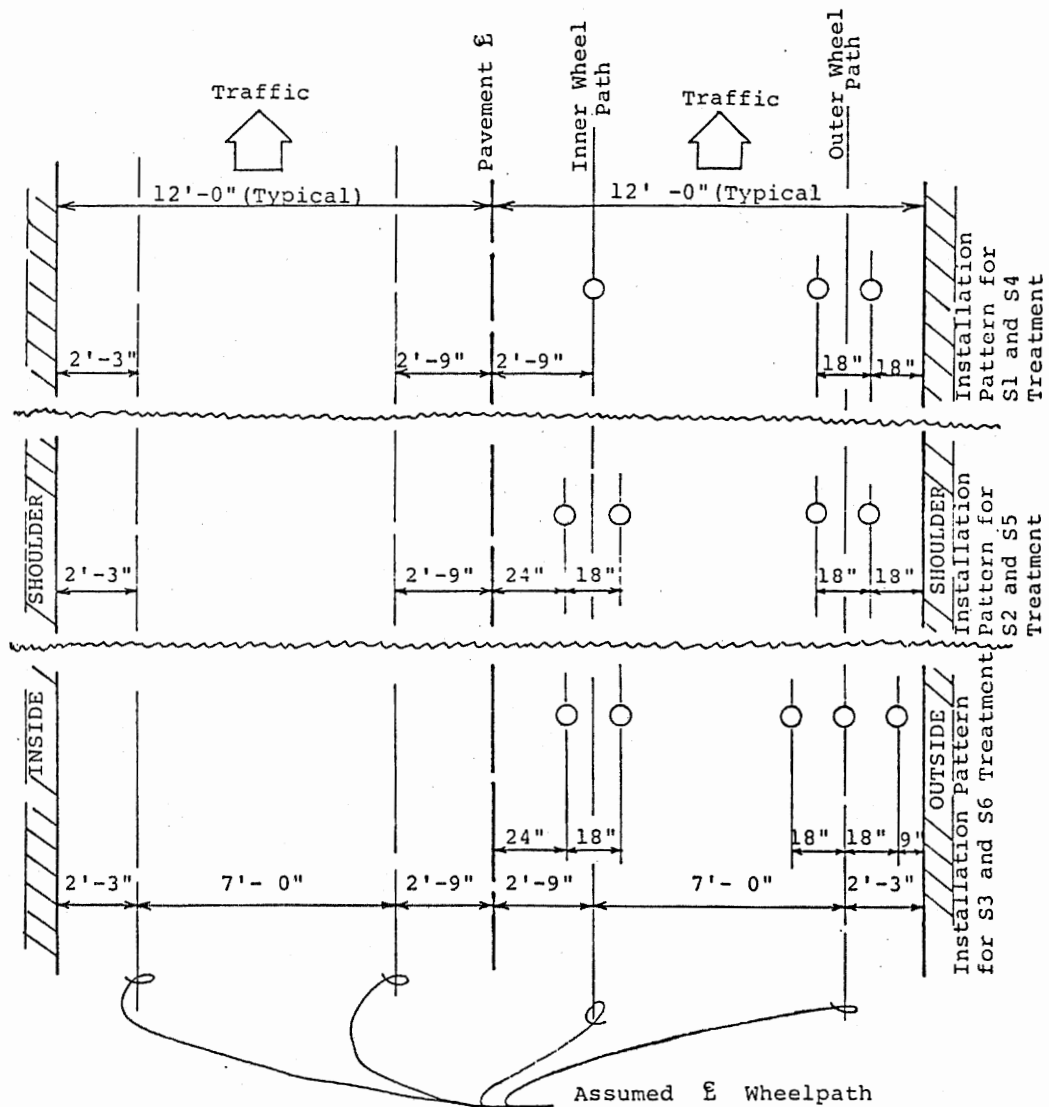 Pavement ⅊
Inner Wheel
Path
Outer Wheel
Path
Traffic
Traffic
12'-0"(Typical)
12' -0"(Typical
2'-3"
2'-9"
2'-9"
18"
18"
Installation
Pattern for
S1 and S4
Treatment
SHOULDER
2'-3"
2'-9"
24"
18"
18"
18"
SHOULDER
Installation
Pattern for
S2 and S5
Treatment
INSIDE
24"
18"
18"
18"
9"
2'-3"
7'- 0"
2'-9"
2'-9"
7'- 0"
2'-3"
OUTSIDE
Installation Pattern
for S3 and S6 Treatment
Assumed ⅊ Wheelpath